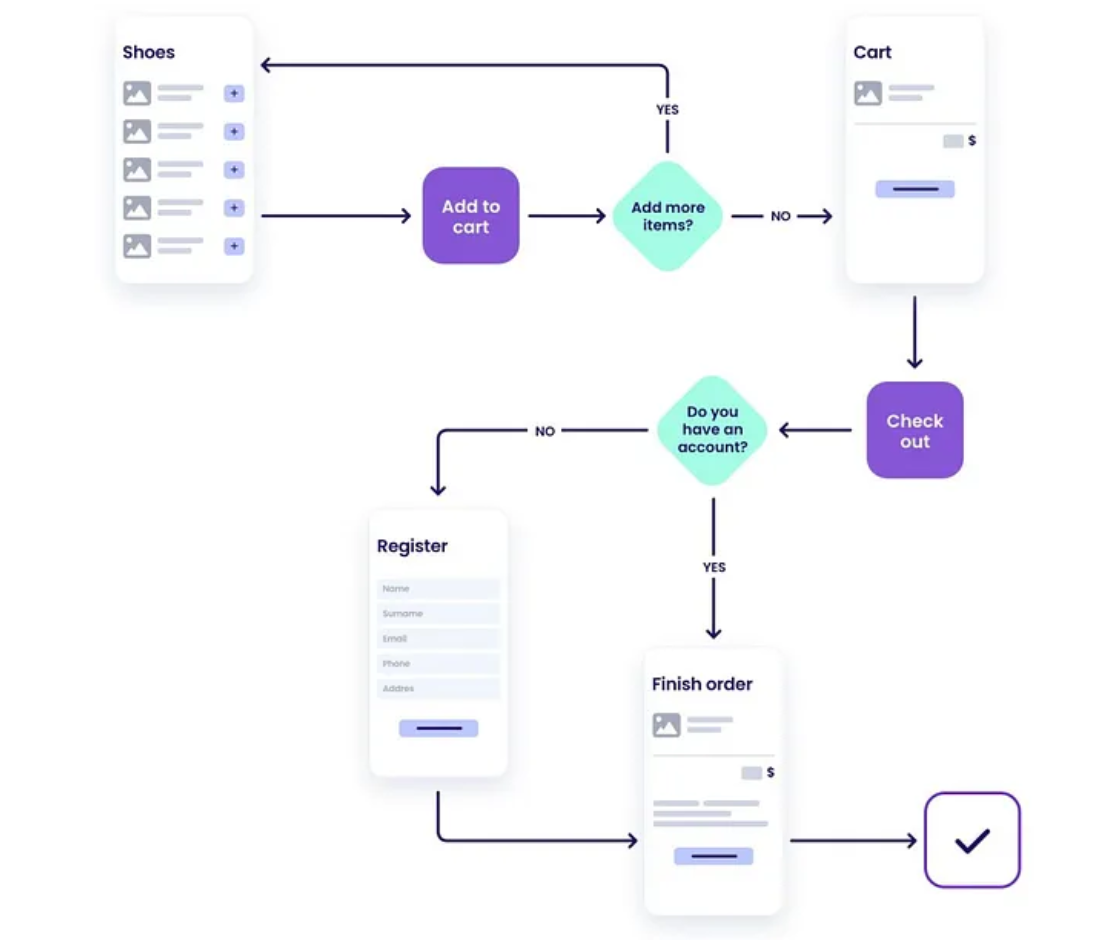 Shoes
+
+
+
+
+
Add to
cart
YES
Add more
items?
NO
Cart
$
Check
out
Do you
have an
account?
NO
YES
Register
Name
Surname
Email
Phone
Addres
Finish order
$